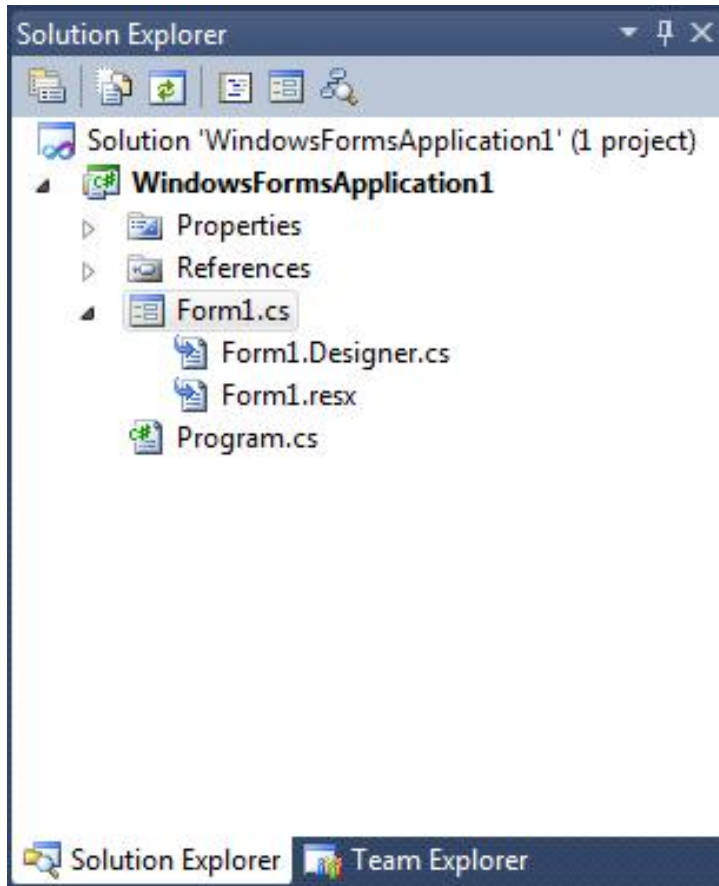 Solution Explorer
Solution 'WindowsFormsApplication1' (1 project)
WindowsFormsApplication1
Properties
References
Form1.cs
Form1.Designer.cs
Form1.resx
Program.cs
Solution Explorer Team Explorer